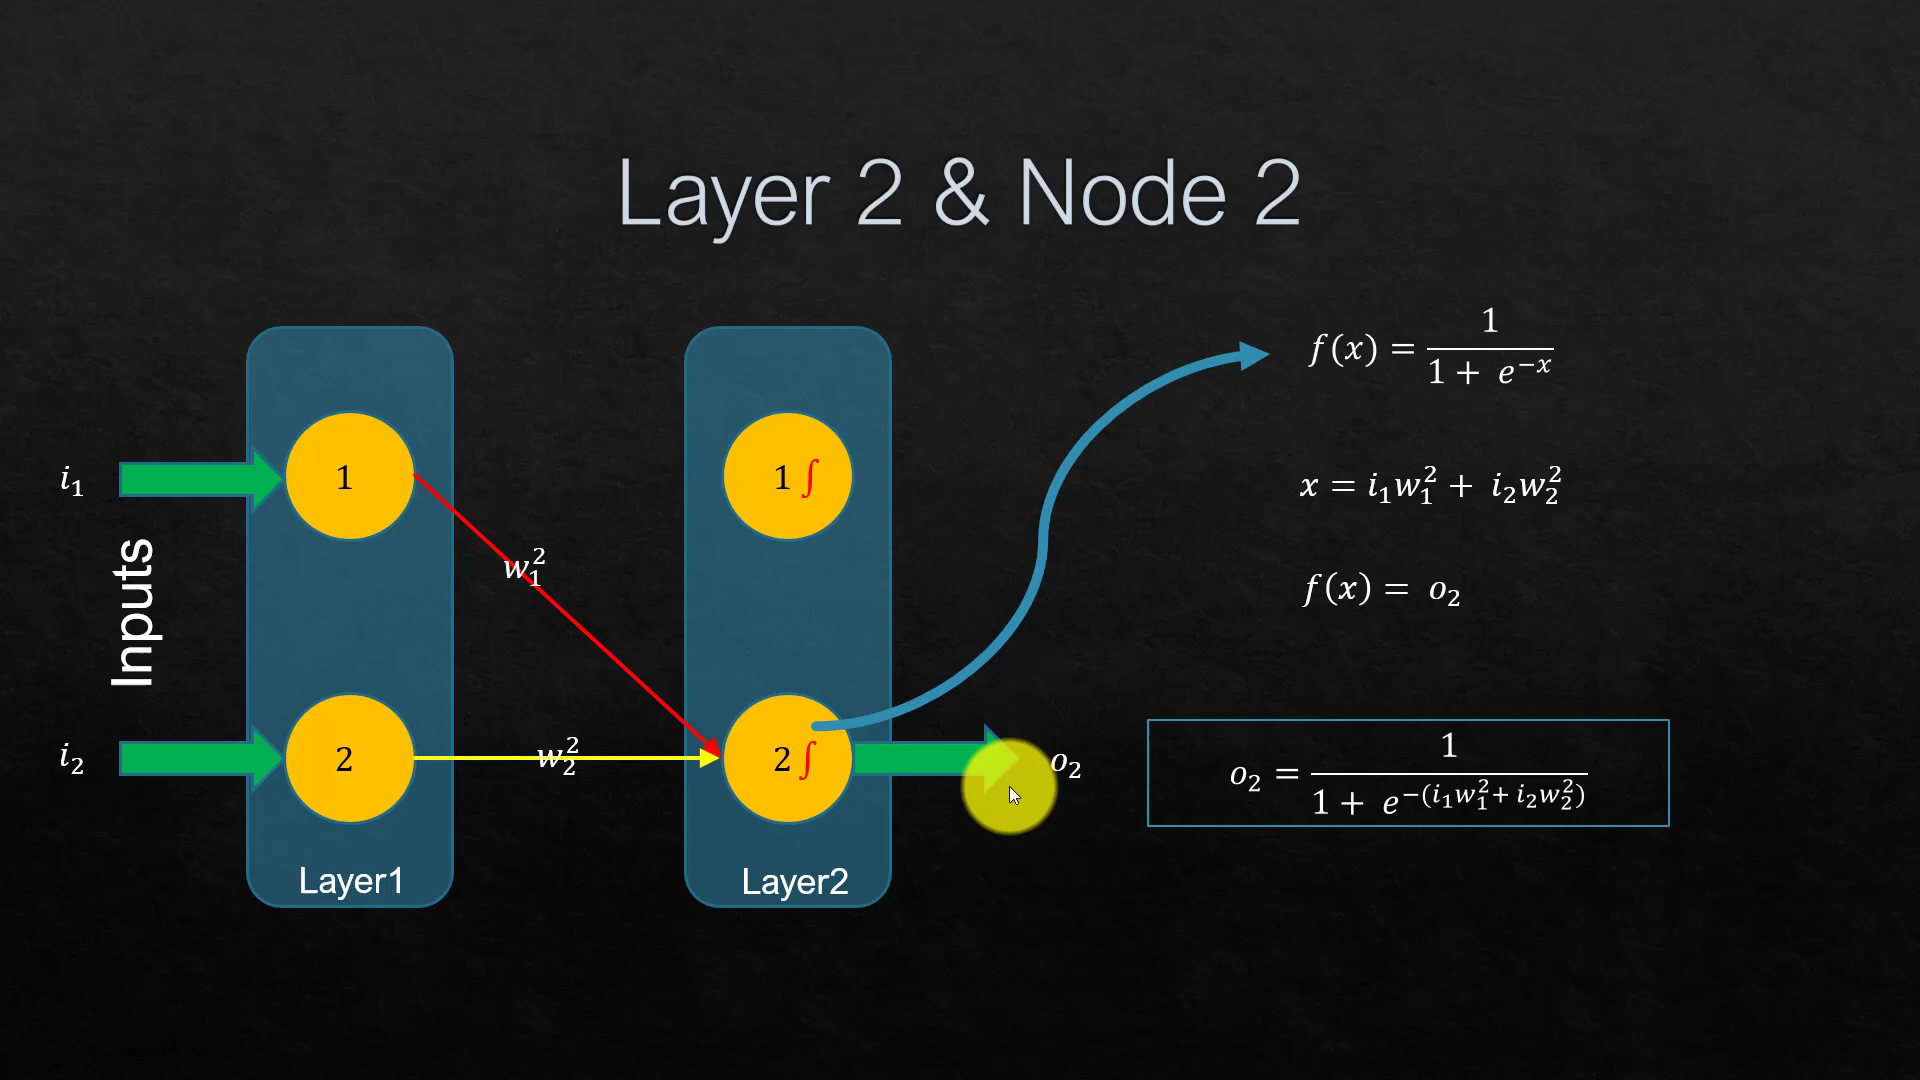 Layer 2 & Node 2
f(x) = 1 / (1 + e^{-x})
i₁
1
1 ∫
x = i₁w₁² + i₂w₂²
Inputs
w₁²
f(x) = o₂
i₂
2
w₂²
2 ∫
o₂
o₂ = 1 / (1 + e^{-(i₁w₁² + i₂w₂²)})
Layer1
Layer2